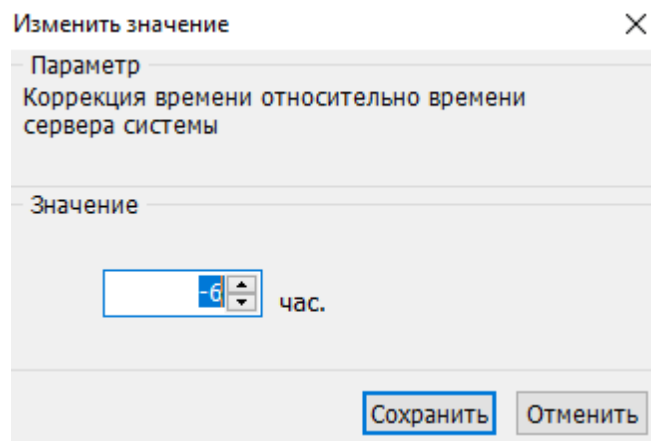 Изменить значение
Параметр
Коррекция времени относительно времени
сервера системы
Значение
-6
час.
Сохранить
Отменить